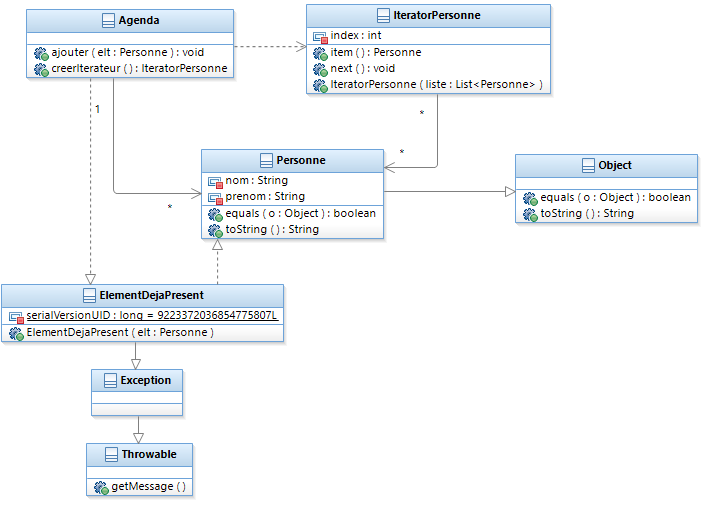 Agenda
ajouter ( elt : Personne ) : void
creerIterateur ( ) : IteratorPersonne
IteratorPersonne
index : int
item ( ) : Personne
next ( ) : void
IteratorPersonne ( liste : List<Personne> )
1
*
*
*
Personne
nom : String
prenom : String
equals ( o : Object ) : boolean
toString ( ) : String
Object
equals ( o : Object ) : boolean
toString ( ) : String
ElementDejaPresent
serialVersionUID : long = 9223372036854775807L
ElementDejaPresent ( elt : Personne )
Exception
Throwable
getMessage ( )